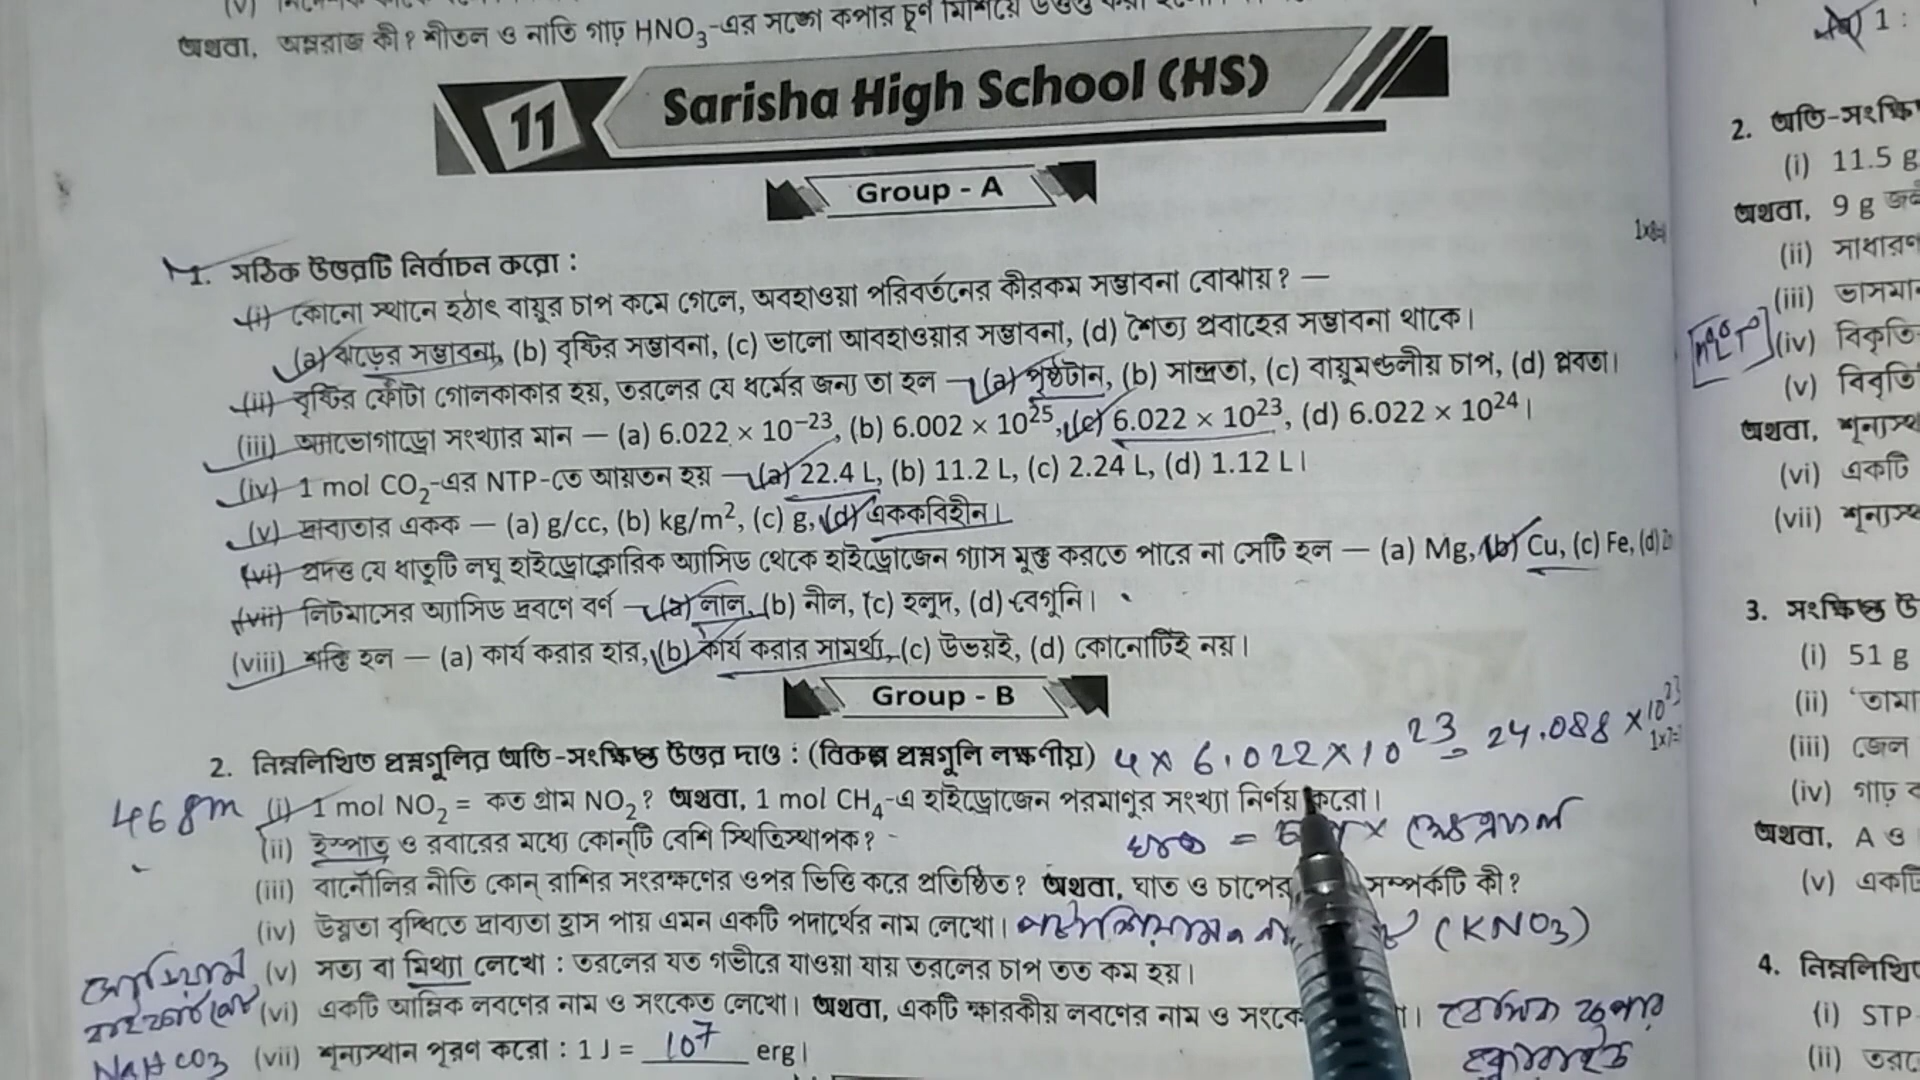 অথবা, অম্লরাজ কী? শীতল ও নাতি গাঢ় HNO₃-এর সঙ্গে কপার চূর্ণ মিশিয়ে
11 Sarisha High School (HS)
Group - A
1. সঠিক উত্তরটি নির্বাচন করো :
(i) কোনো স্থানে হঠাৎ বায়ুর চাপ কমে গেলে, অবহাওয়া পরিবর্তনের কীরকম সম্ভাবনা বোঝায়? —
(a) ঝড়ের সম্ভাবনা, (b) বৃষ্টির সম্ভাবনা, (c) ভালো আবহাওয়ার সম্ভাবনা, (d) শৈত্য প্রবাহের সম্ভাবনা থাকে।
(ii) বৃষ্টির ফোঁটা গোলাকাকার হয়, তরলের যে ধর্মের জন্য তা হল — (a) পৃষ্ঠটান, (b) সান্দ্রতা, (c) বায়ুমণ্ডলীয় চাপ, (d) প্লবতা।
(iii) অ্যাভোগাড্রো সংখ্যার মান — (a) 6.022 × 10⁻²³, (b) 6.002 × 10²⁵, (c) 6.022 × 10²³, (d) 6.022 × 10²⁴।
(iv) 1 mol CO₂-এর NTP-তে আয়তন হয় — (a) 22.4 L, (b) 11.2 L, (c) 2.24 L, (d) 1.12 L।
(v) দ্রাব্যতার একক — (a) g/cc, (b) kg/m², (c) g, (d) এককবিহীন।
(vi) প্রদত্ত যে ধাতুটি লঘু হাইড্রোক্লোরিক অ্যাসিড থেকে হাইড্রোজেন গ্যাস মুক্ত করতে পারে না সেটি হল — (a) Mg, (b) Cu, (c) Fe, (d) Zn
(vii) লিটমাসের অ্যাসিড দ্রবণে বর্ণ — (a) লাল, (b) নীল, (c) হলুদ, (d) বেগুনি।
(viii) শক্তি হল — (a) কার্য করার হার, (b) কার্য করার সামর্থ্য, (c) উভয়ই, (d) কোনোটিই নয়।
Group - B
2. নিম্নলিখিত প্রশ্নগুলির অতি-সংক্ষিপ্ত উত্তর দাও : (বিকল্প প্রশ্নগুলি লক্ষণীয়) 4 × 6.022 × 10²³ = 24.088 × 10²³
46 gm (i) 1 mol NO₂ = কত গ্রাম NO₂? অথবা, 1 mol CH₄-এ হাইড্রোজেন পরমাণুর সংখ্যা নির্ণয় করো।
(ii) ইস্পাত ও রবারের মধ্যে কোন্‌টি বেশি স্থিতিস্থাপক?
ঘাত = × ক্ষেত্রফল
(iii) বার্নৌলির নীতি কোন্ রাশির সংরক্ষণের ওপর ভিত্তি করে প্রতিষ্ঠিত? অথবা, ঘাত ও চাপের সম্পর্কটি কী?
(iv) উষ্ণতা বৃদ্ধিতে দ্রাব্যতা হ্রাস পায় এমন একটি পদার্থের নাম লেখো। পটাশিয়াম (KNO₃)
(v) সত্য বা মিথ্যা লেখো : তরলের যত গভীরে যাওয়া যায় তরলের চাপ তত কম হয়।
সোডিয়াম
(vi) একটি আম্লিক লবণের নাম ও সংকেত লেখো। অথবা, একটি ক্ষারকীয় লবণের নাম ও
বেসিক কপার
NaHCO₃ (vii) শূন্যস্থান পূরণ করো : 1 J = 10⁷ erg।
1 :
2. অতি-সংক্ষিপ্ত
(i) 11.5 g
অথবা, 9 g
(ii) সাধারণ
(iii) ভাসমান
(iv) বিকৃতি
(v) বিবৃতি
অথবা, শূন্যস্থ
(vi) একটি
(vii) শূন্যস্থ
3. সংক্ষিপ্ত উ
(i) 51 g
(ii) 'তামা
(iii) জেল
(iv) গাঢ়
অথবা, A ও
(v) একটি
4. নিম্নলিখিত
(i) STP
(ii) তরলে